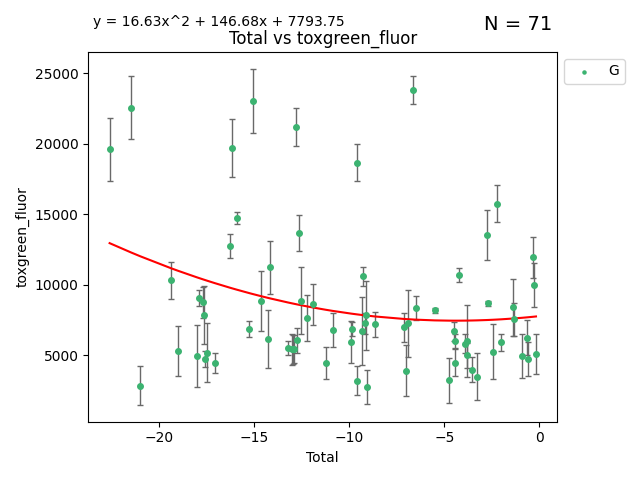 y = 16.63x^2 + 146.68x + 7793.75
N = 71
Total vs toxgreen_fluor
G
25000
20000
15000
10000
5000
toxgreen_fluor
−20 −15 −10 −5 0
Total